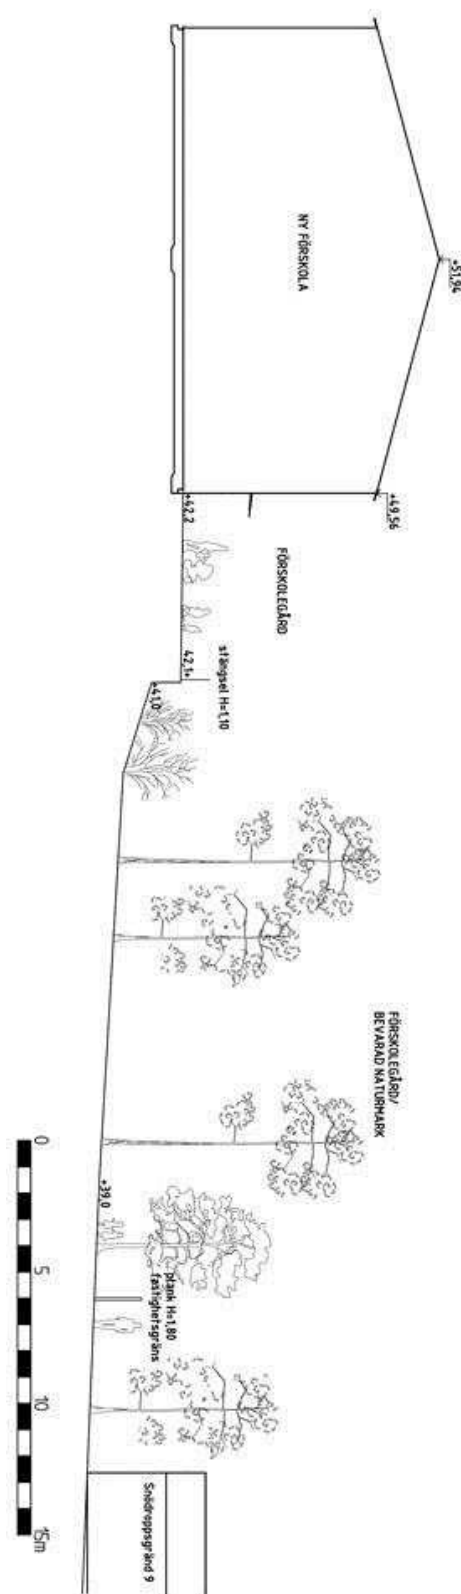 +51,94
NY FÖRSKOLA
+49,56
+42,2
FÖRSKOLEGÅRD
42,1+
stängsel H=1,10
+41,0
FÖRSKOLEGÅRD/
BEVARAD NATURMARK
+39,0
plank H=1,80
fastighetsgräns
Snödroppsgränd 9
0
5
10
15m